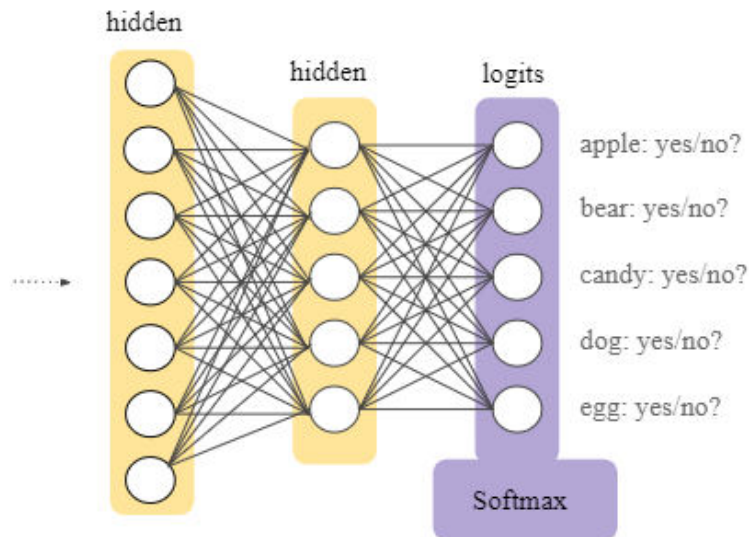 hidden
hidden
logits
apple: yes/no?
bear: yes/no?
candy: yes/no?
dog: yes/no?
egg: yes/no?
Softmax